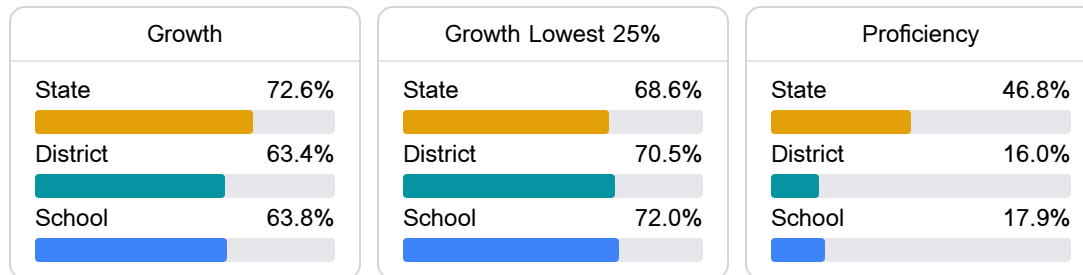 Growth
State 72.6%
District 63.4%
School 63.8%
Growth Lowest 25%
State 68.6%
District 70.5%
School 72.0%
Proficiency
State 46.8%
District 16.0%
School 17.9%